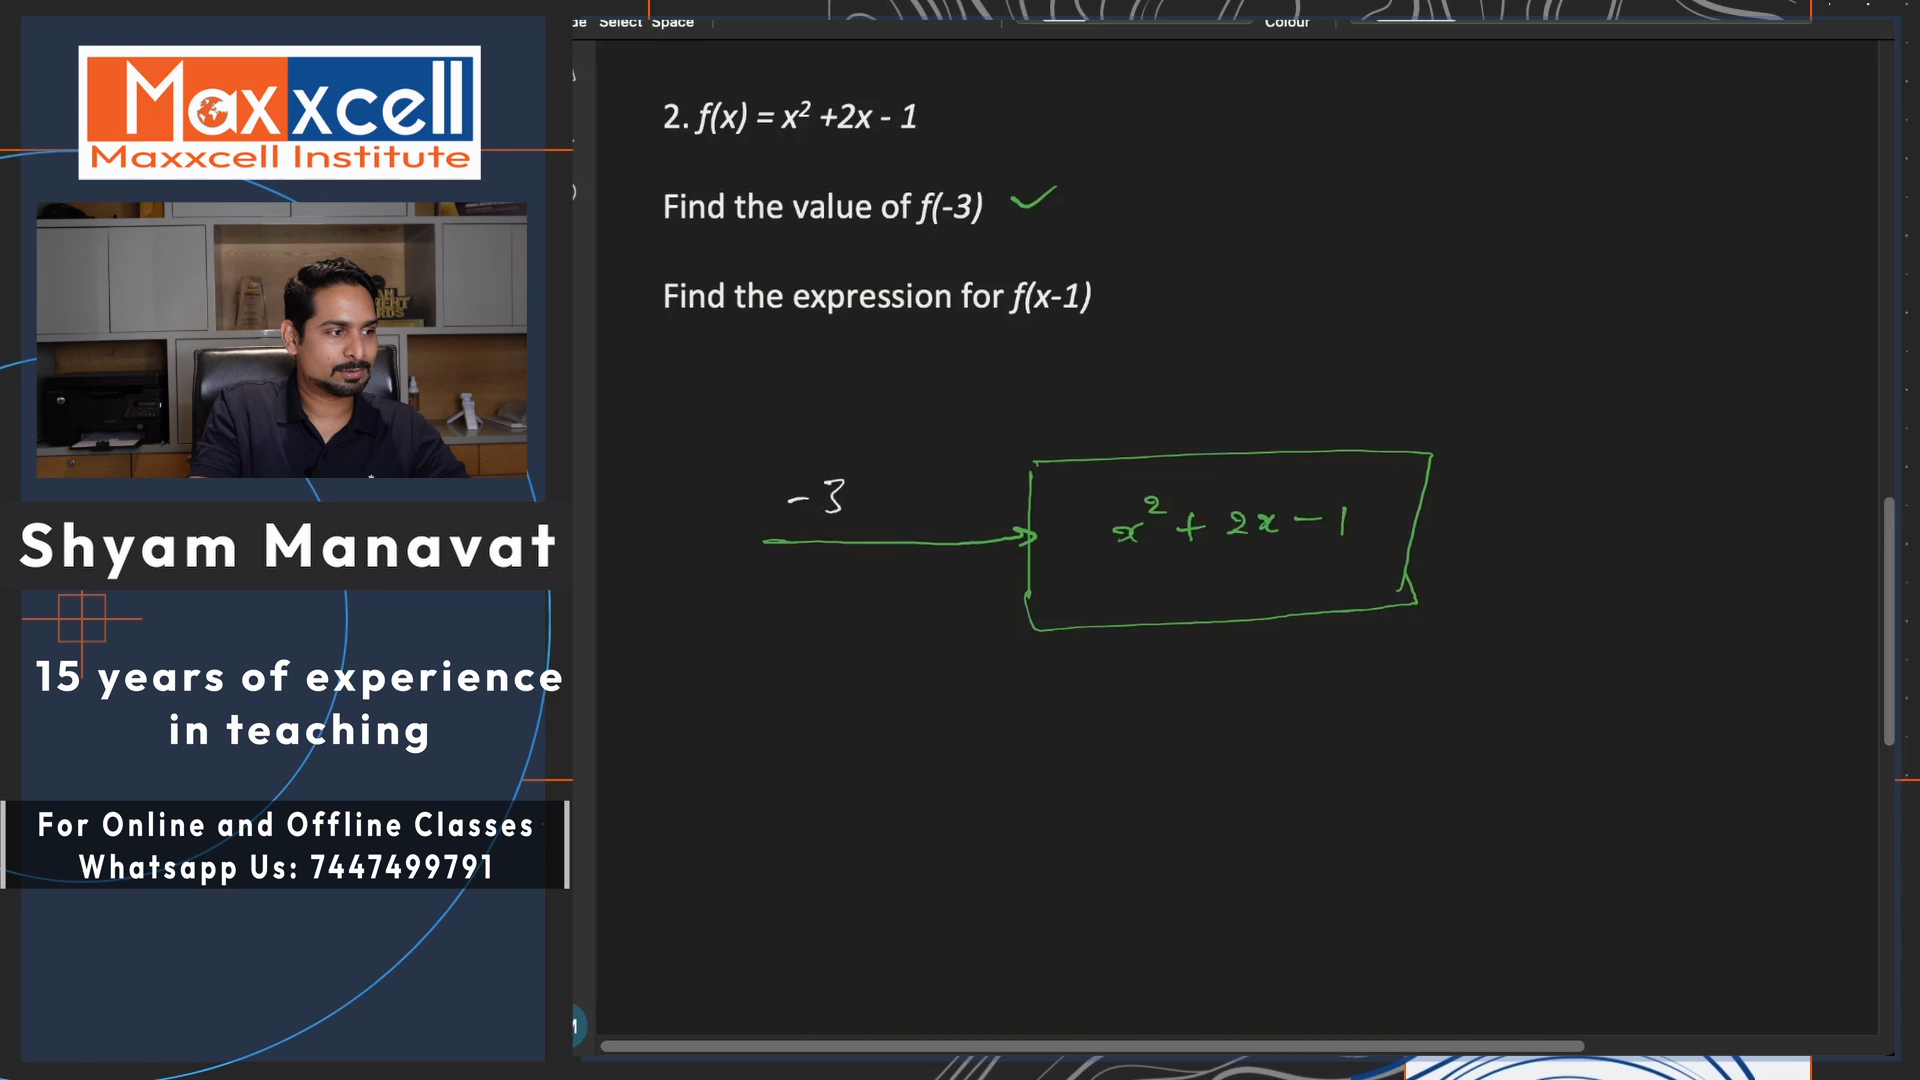 Maxxcell
Maxxcell Institute
Shyam Manavat
15 years of experience
in teaching
For Online and Offline Classes
Whatsapp Us: 7447499791
Select Space
Colour
2. f(x) = x² +2x - 1
Find the value of f(-3)
Find the expression for f(x-1)
-3
x² + 2x - 1